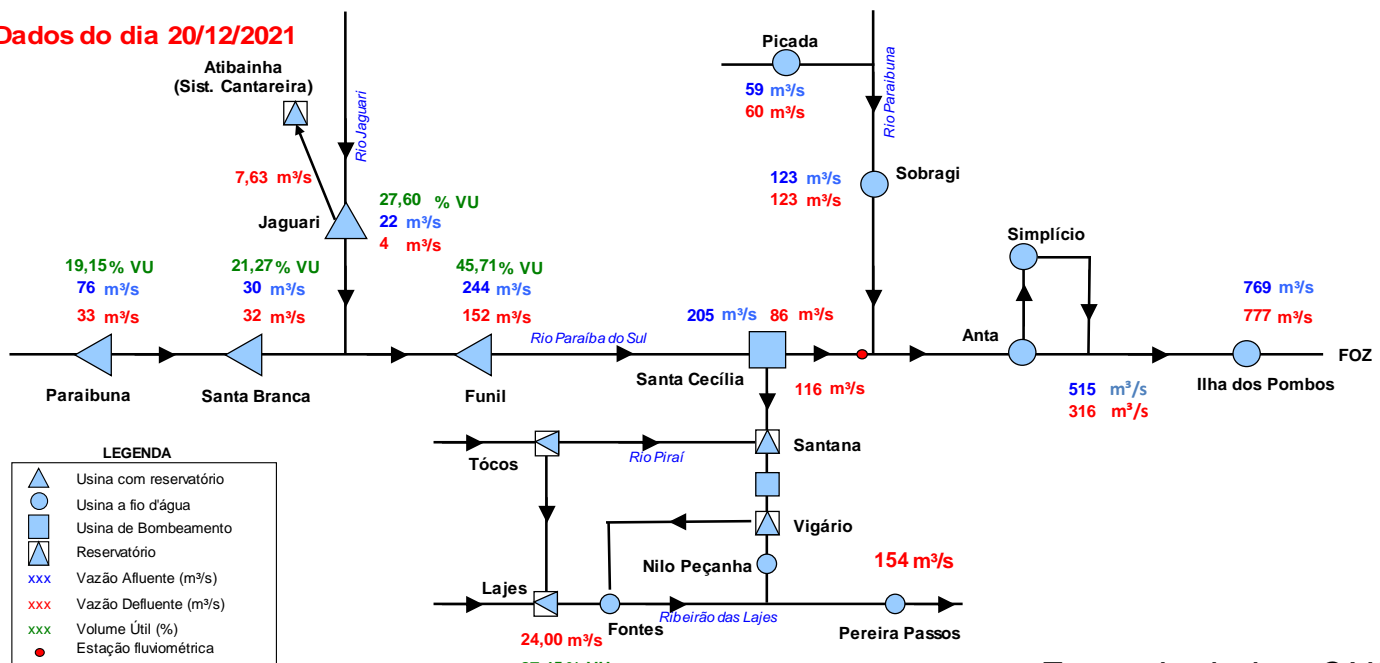 Dados do dia 20/12/2021
Atibainha
(Sist. Cantareira)
Rio Jaguari
7,63 m³/s
Jaguari
27,60 % VU
22 m³/s
4 m³/s
Picada
59 m³/s
60 m³/s
Rio Paraibuna
123 m³/s
123 m³/s
Sobragi
19,15% VU
76 m³/s
33 m³/s
Paraibuna
21,27% VU
30 m³/s
32 m³/s
Santa Branca
45,71% VU
244 m³/s
152 m³/s
Funil
Rio Paraíba do Sul
205 m³/s 86 m³/s
Santa Cecília
116 m³/s
Simplício
Anta
515 m³/s
316 m³/s
769 m³/s
777 m³/s
Ilha dos Pombos
FOZ
Tócos
Rio Piraí
Santana
Vigário
Nilo Peçanha
154 m³/s
Lajes
Fontes
Ribeirão das Lajes
Pereira Passos
24,00 m³/s
LEGENDA
Usina com reservatório
Usina a fio d'água
Usina de Bombeamento
Reservatório
xxx Vazão Afluente (m³/s)
xxx Vazão Defluente (m³/s)
xxx Volume Útil (%)
Estação fluviométrica